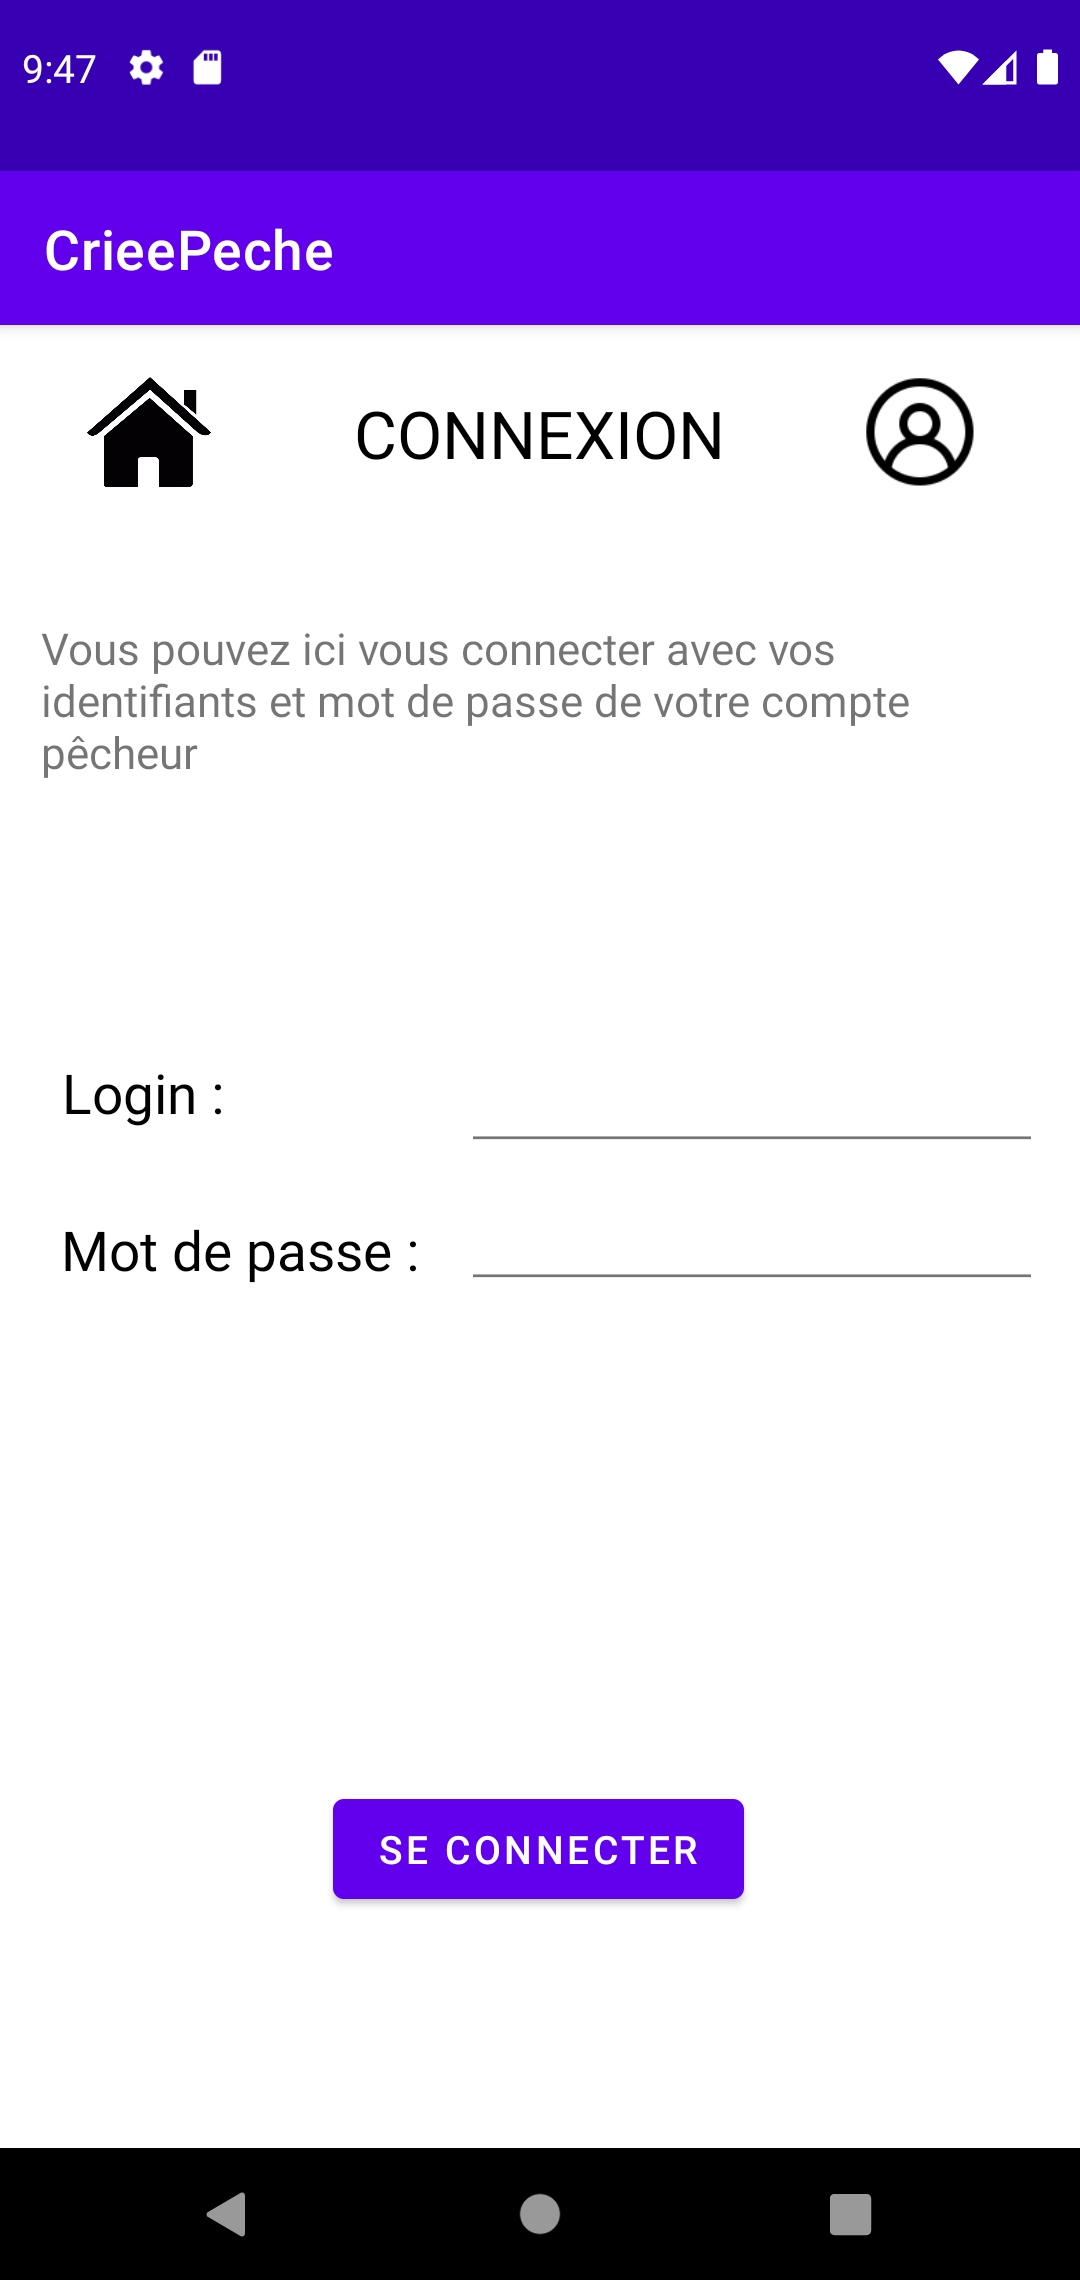 9:47
CrieePeche
CONNEXION
Vous pouvez ici vous connecter avec vos
identifiants et mot de passe de votre compte
pêcheur
Login :
Mot de passe :
SE CONNECTER